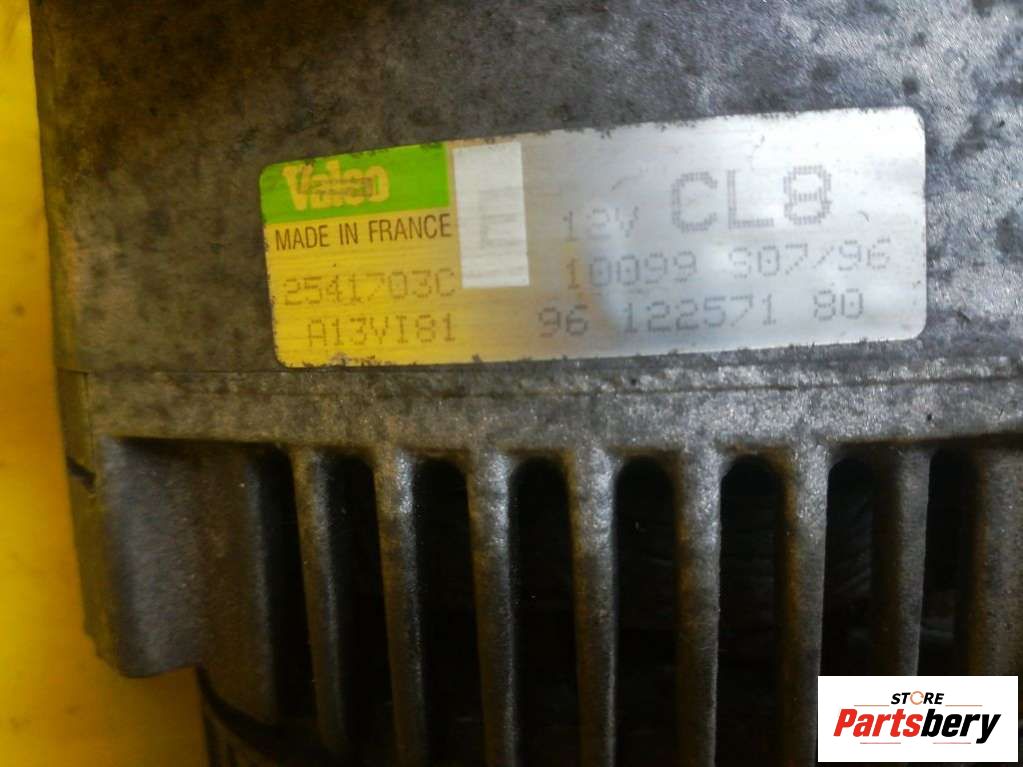 Valeo
MADE IN FRANCE
E 12V CL8
2541703C 10099 S07/96
A13VI81 96 122571 80
STORE
Partsbery